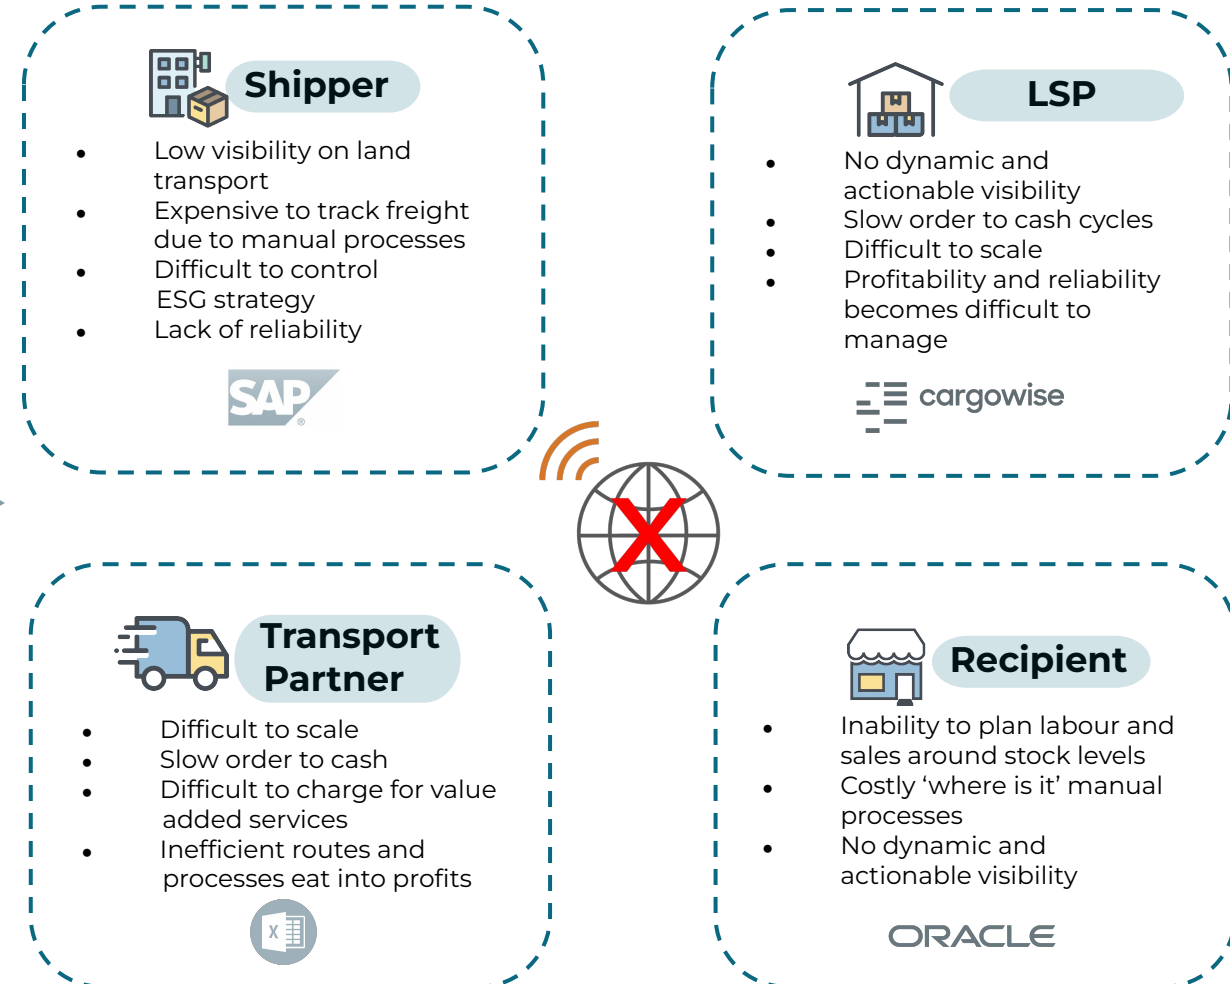 Shipper
• Low visibility on land
transport
• Expensive to track freight
due to manual processes
• Difficult to control
ESG strategy
• Lack of reliability
SAP
®
LSP
• No dynamic and
actionable visibility
• Slow order to cash cycles
• Difficult to scale
• Profitability and reliability
becomes difficult to
manage
cargowise
X
Transport
Partner
• Difficult to scale
• Slow order to cash
• Difficult to charge for value
added services
• Inefficient routes and
processes eat into profits
X
Recipient
• Inability to plan labour and
sales around stock levels
• Costly ‘where is it’ manual
processes
• No dynamic and
actionable visibility
ORACLE